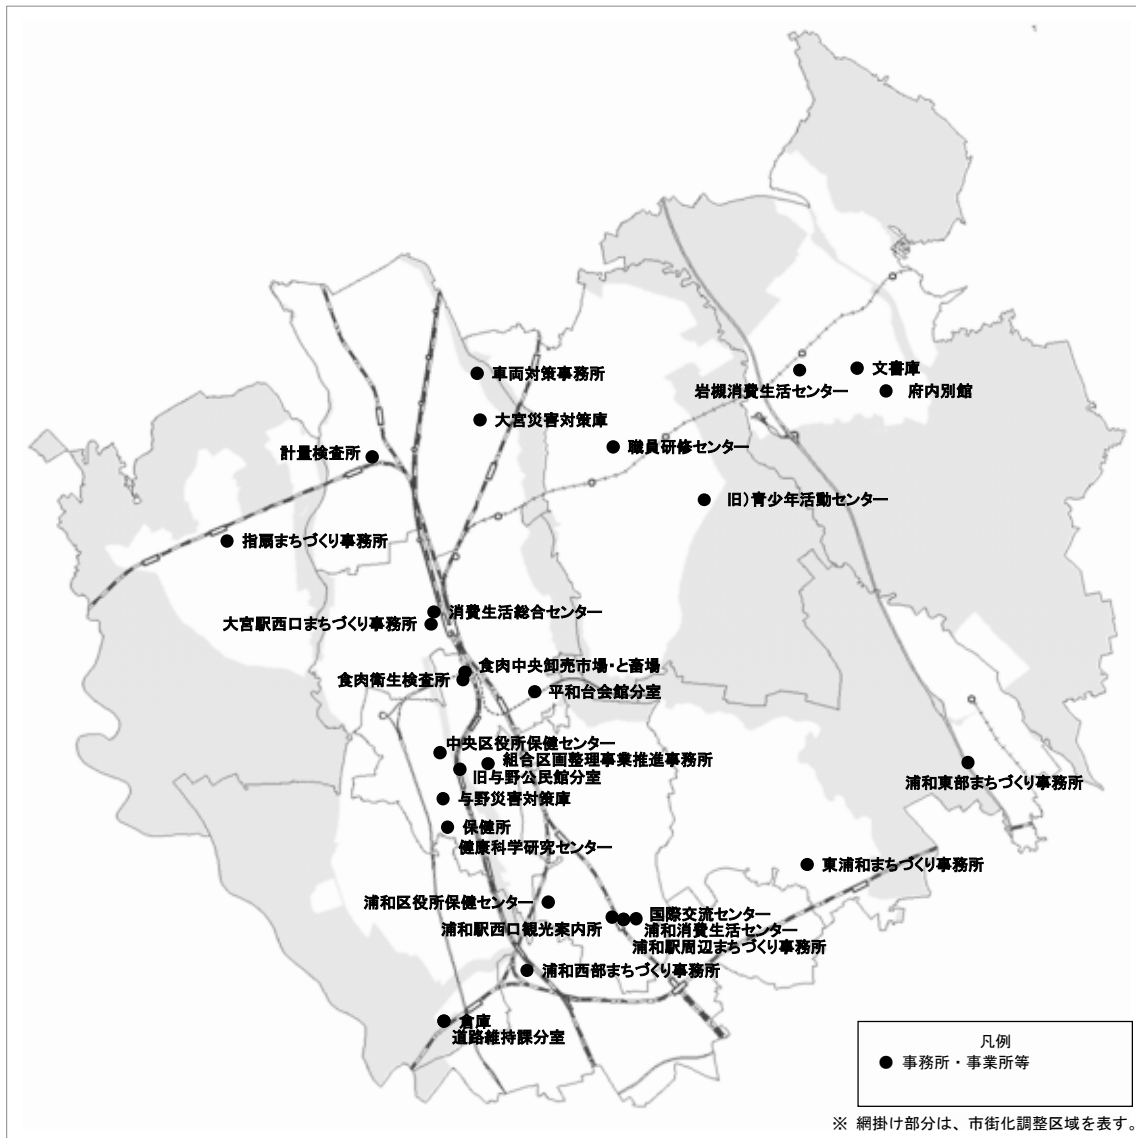 岩槻消費生活センター
文書庫
府内別館
車両対策事務所
大宮災害対策庫
職員研修センター
計量検査所
旧）青少年活動センター
指扇まちづくり事務所
消費生活総合センター
大宮駅西口まちづくり事務所
食肉中央卸売市場・と畜場
食肉衛生検査所
平和台会館分室
中央区役所保健センター
組合区画整理事業推進事務所
旧与野公民館分室
浦和東部まちづくり事務所
与野災害対策庫
保健所
健康科学研究センター
東浦和まちづくり事務所
浦和区役所保健センター
国際交流センター
浦和駅西口観光案内所
浦和消費生活センター
浦和駅周辺まちづくり事務所
浦和西部まちづくり事務所
倉庫
道路維持課分室
凡例
● 事務所・事業所等
※ 網掛け部分は、市街化調整区域を表す。